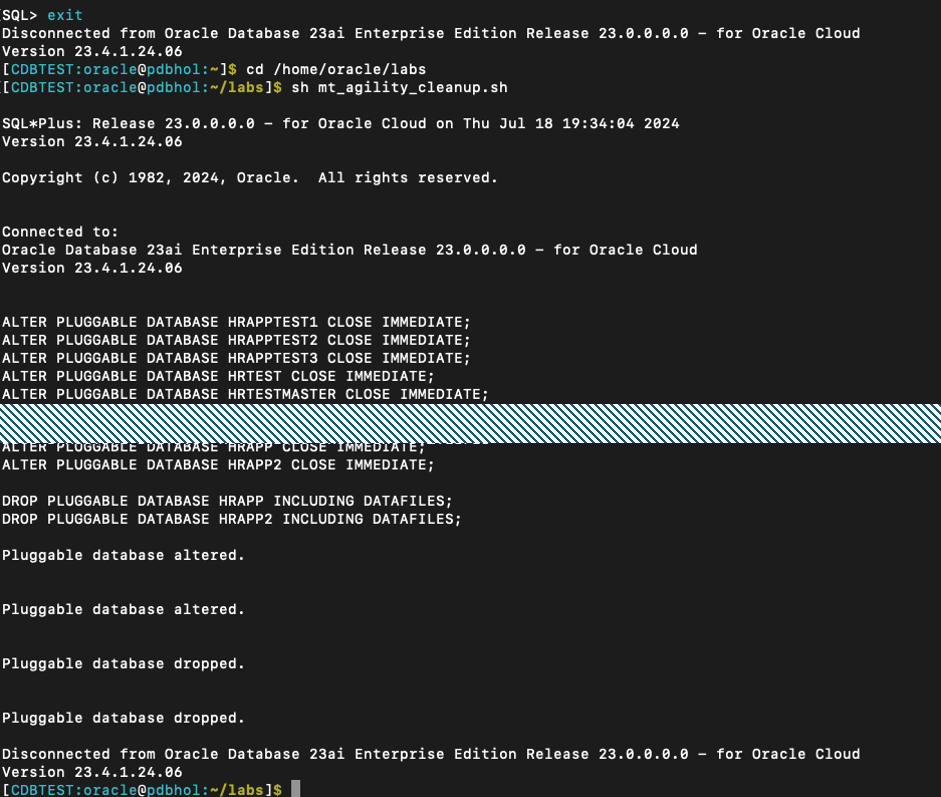 [SQL> exit
Disconnected from Oracle Database 23ai Enterprise Edition Release 23.0.0.0.0 – for Oracle Cloud
Version 23.4.1.24.06
[CDBTEST:oracle@pdbhol:~]$ cd /home/oracle/labs
[[CDBTEST:oracle@pdbhol:~/labs]$ sh mt_agility_cleanup.sh
SQL*Plus: Release 23.0.0.0.0 – for Oracle Cloud on Thu Jul 18 19:34:04 2024
Version 23.4.1.24.06
Copyright (c) 1982, 2024, Oracle.  All rights reserved.
Connected to:
Oracle Database 23ai Enterprise Edition Release 23.0.0.0.0 – for Oracle Cloud
Version 23.4.1.24.06
ALTER PLUGGABLE DATABASE HRAPPTEST1 CLOSE IMMEDIATE;
ALTER PLUGGABLE DATABASE HRAPPTEST2 CLOSE IMMEDIATE;
ALTER PLUGGABLE DATABASE HRAPPTEST3 CLOSE IMMEDIATE;
ALTER PLUGGABLE DATABASE HRTEST CLOSE IMMEDIATE;
ALTER PLUGGABLE DATABASE HRTESTMASTER CLOSE IMMEDIATE;
ALTER PLUGGABLE DATABASE HRAPP CLOSE IMMEDIATE;
ALTER PLUGGABLE DATABASE HRAPP2 CLOSE IMMEDIATE;
DROP PLUGGABLE DATABASE HRAPP INCLUDING DATAFILES;
DROP PLUGGABLE DATABASE HRAPP2 INCLUDING DATAFILES;
Pluggable database altered.
Pluggable database altered.
Pluggable database dropped.
Pluggable database dropped.
Disconnected from Oracle Database 23ai Enterprise Edition Release 23.0.0.0.0 – for Oracle Cloud
Version 23.4.1.24.06
[CDBTEST:oracle@pdbhol:~/labs]$